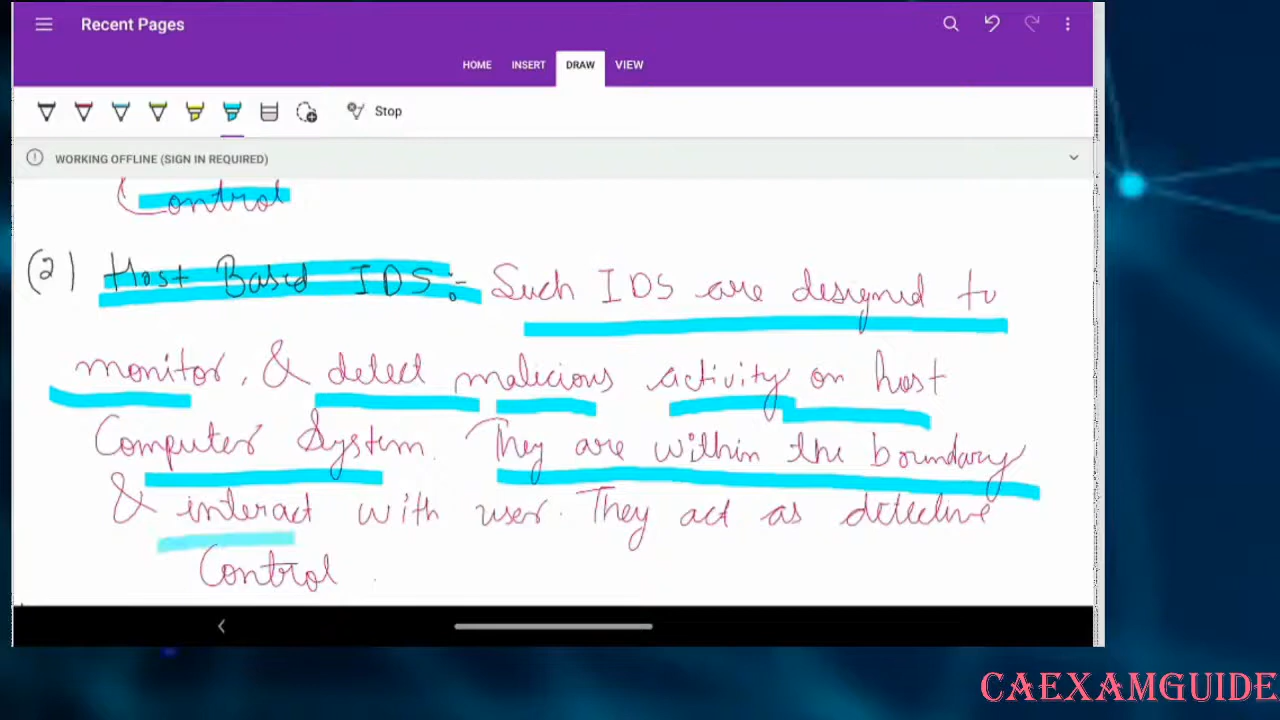 Recent Pages
HOME INSERT DRAW VIEW
Stop
WORKING OFFLINE (SIGN IN REQUIRED)
Control
(2) Host Based IDS:- Such IDS are designed to
monitor, & detect malicious activity on host
Computer System. They are within the boundary
& interact with user. They act as detective
Control.
CAEXAMGUIDE